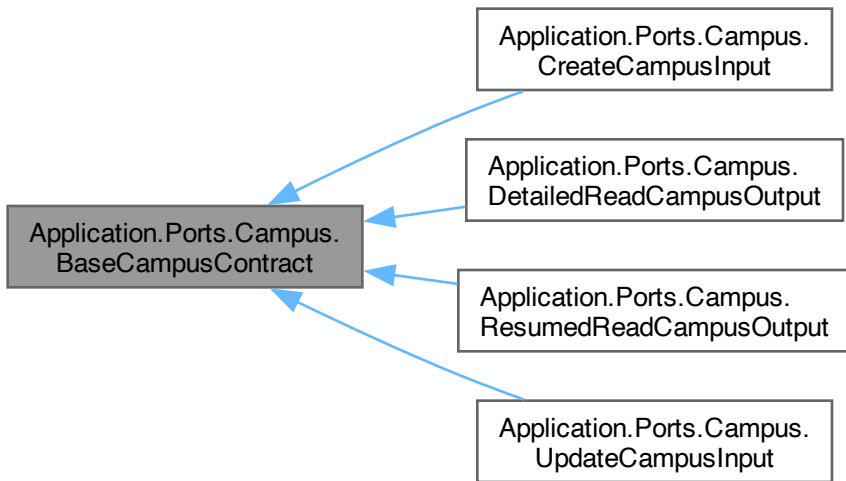 Application.Ports.Campus.
CreateCampusInput
Application.Ports.Campus.
DetailedReadCampusOutput
Application.Ports.Campus.
BaseCampusContract
Application.Ports.Campus.
ResumedReadCampusOutput
Application.Ports.Campus.
UpdateCampusInput